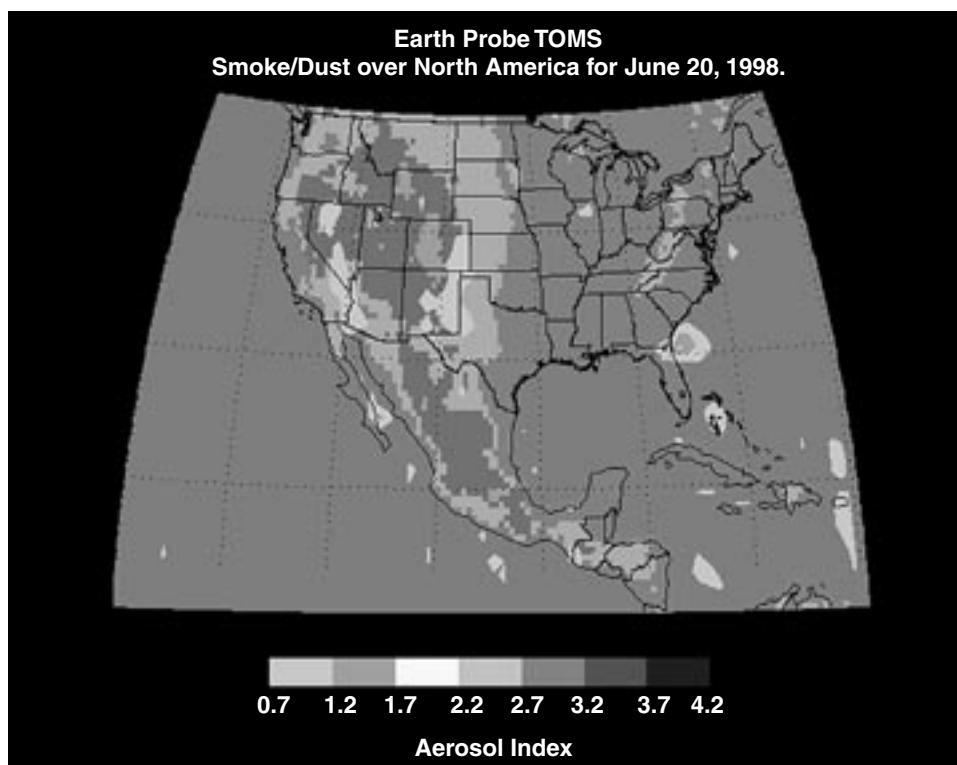 Earth Probe TOMS
Smoke/Dust over North America for June 20, 1998.
0.7 1.2 1.7 2.2 2.7 3.2 3.7 4.2
Aerosol Index